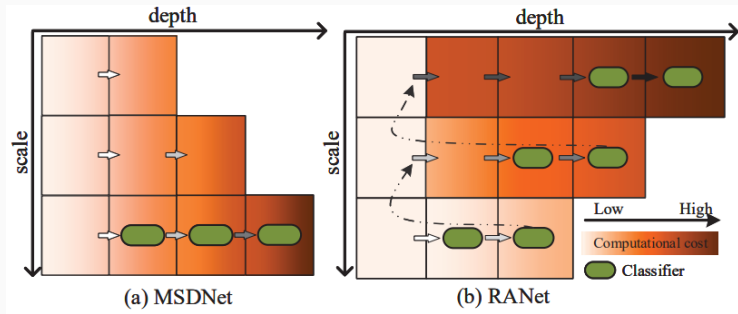 depth
scale
(a) MSDNet
depth
scale
Low High
Computational cost
Classifier
(b) RANet